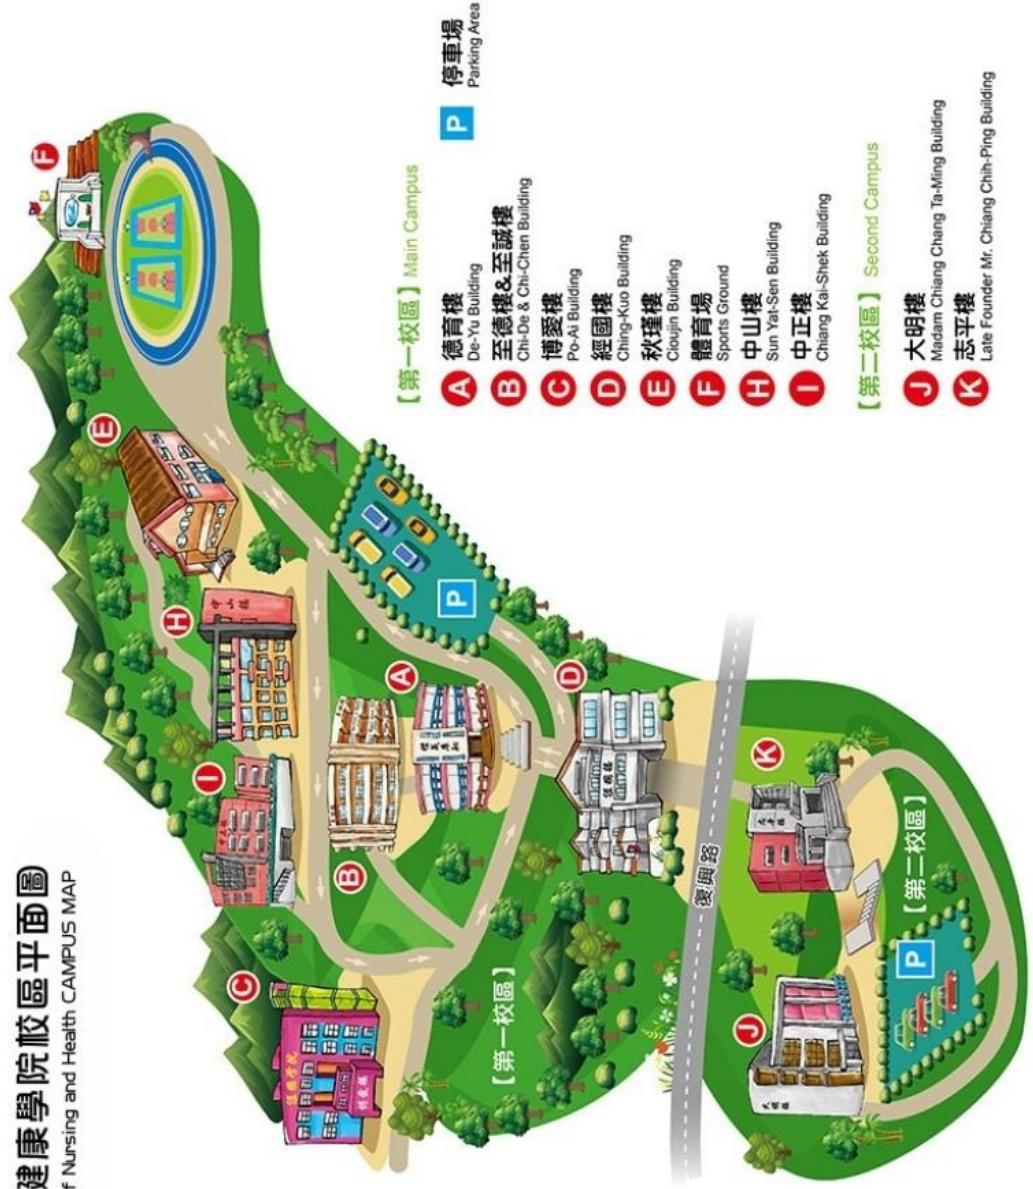 健康學院校區平面圖
f Nursing and Health CAMPUS MAP
C
I
H
E
F
B
A
P
D
中山樓
【第一校區】
復興路
J
K
P
【第二校區】
大明樓
【第一校區】Main Campus
A 德育樓
De-Yu Building
B 至德樓&至誠樓
Chi-De & Chi-Chen Building
C 博愛樓
Po-Ai Building
D 經國樓
Ching-Kuo Building
E 秋瑾樓
Cioujin Building
F 體育場
Sports Ground
H 中山樓
Sun Yat-Sen Building
I 中正樓
Chiang Kai-Shek Building
P 停車場
Parking Area
【第二校區】Second Campus
J 大明樓
Madam Chiang Chang Ta-Ming Building
K 志平樓
Late Founder Mr. Chiang Chih-Ping Building